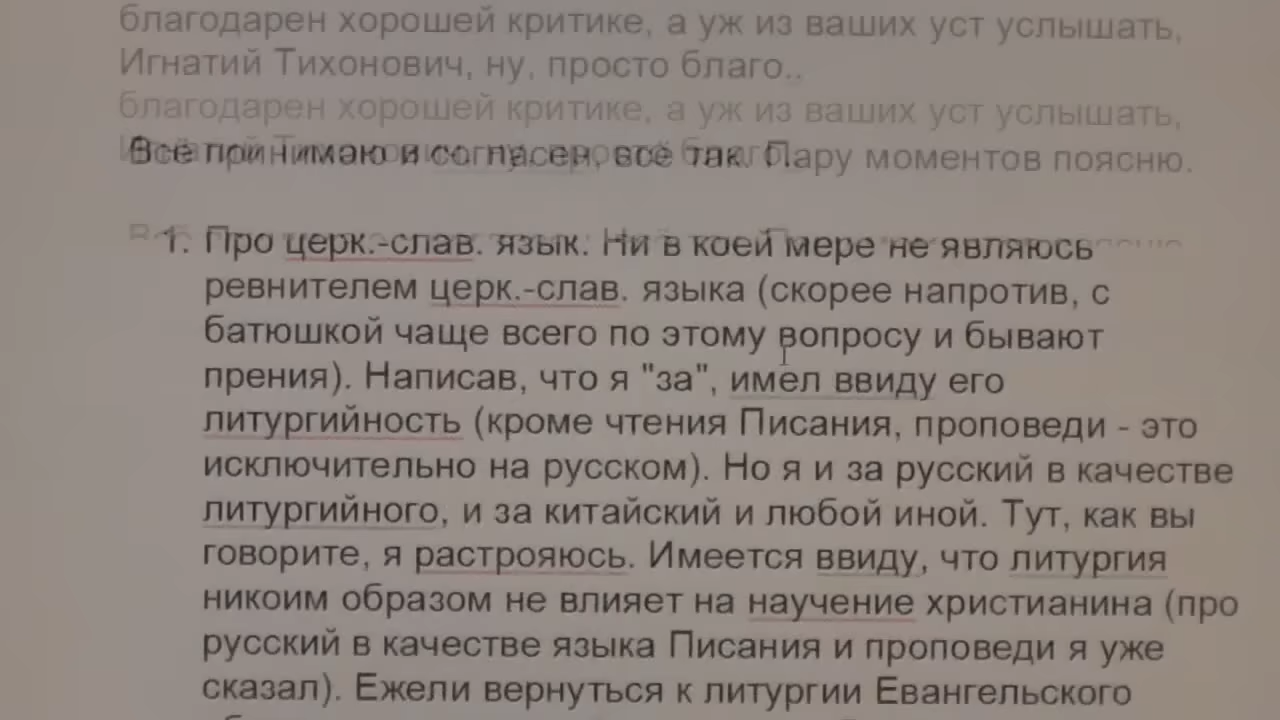 благодарен хорошей критике, а уж из ваших уст услышать,
Игнатий Тихонович, ну, просто благо..
благодарен хорошей критике, а уж из ваших уст услышать,
Всё принимаю и согласен, всё так. Пару моментов поясню.
1. Про церк.-слав. язык. Ни в коей мере не являюсь
ревнителем церк.-слав. языка (скорее напротив, с
батюшкой чаще всего по этому вопросу и бывают
прения). Написав, что я "за", имел ввиду его
литургийность (кроме чтения Писания, проповеди - это
исключительно на русском). Но я и за русский в качестве
литургийного, и за китайский и любой иной. Тут, как вы
говорите, я растрояюсь. Имеется ввиду, что литургия
никоим образом не влияет на научение христианина (про
русский в качестве языка Писания и проповеди я уже
сказал). Ежели вернуться к литургии Евангельского